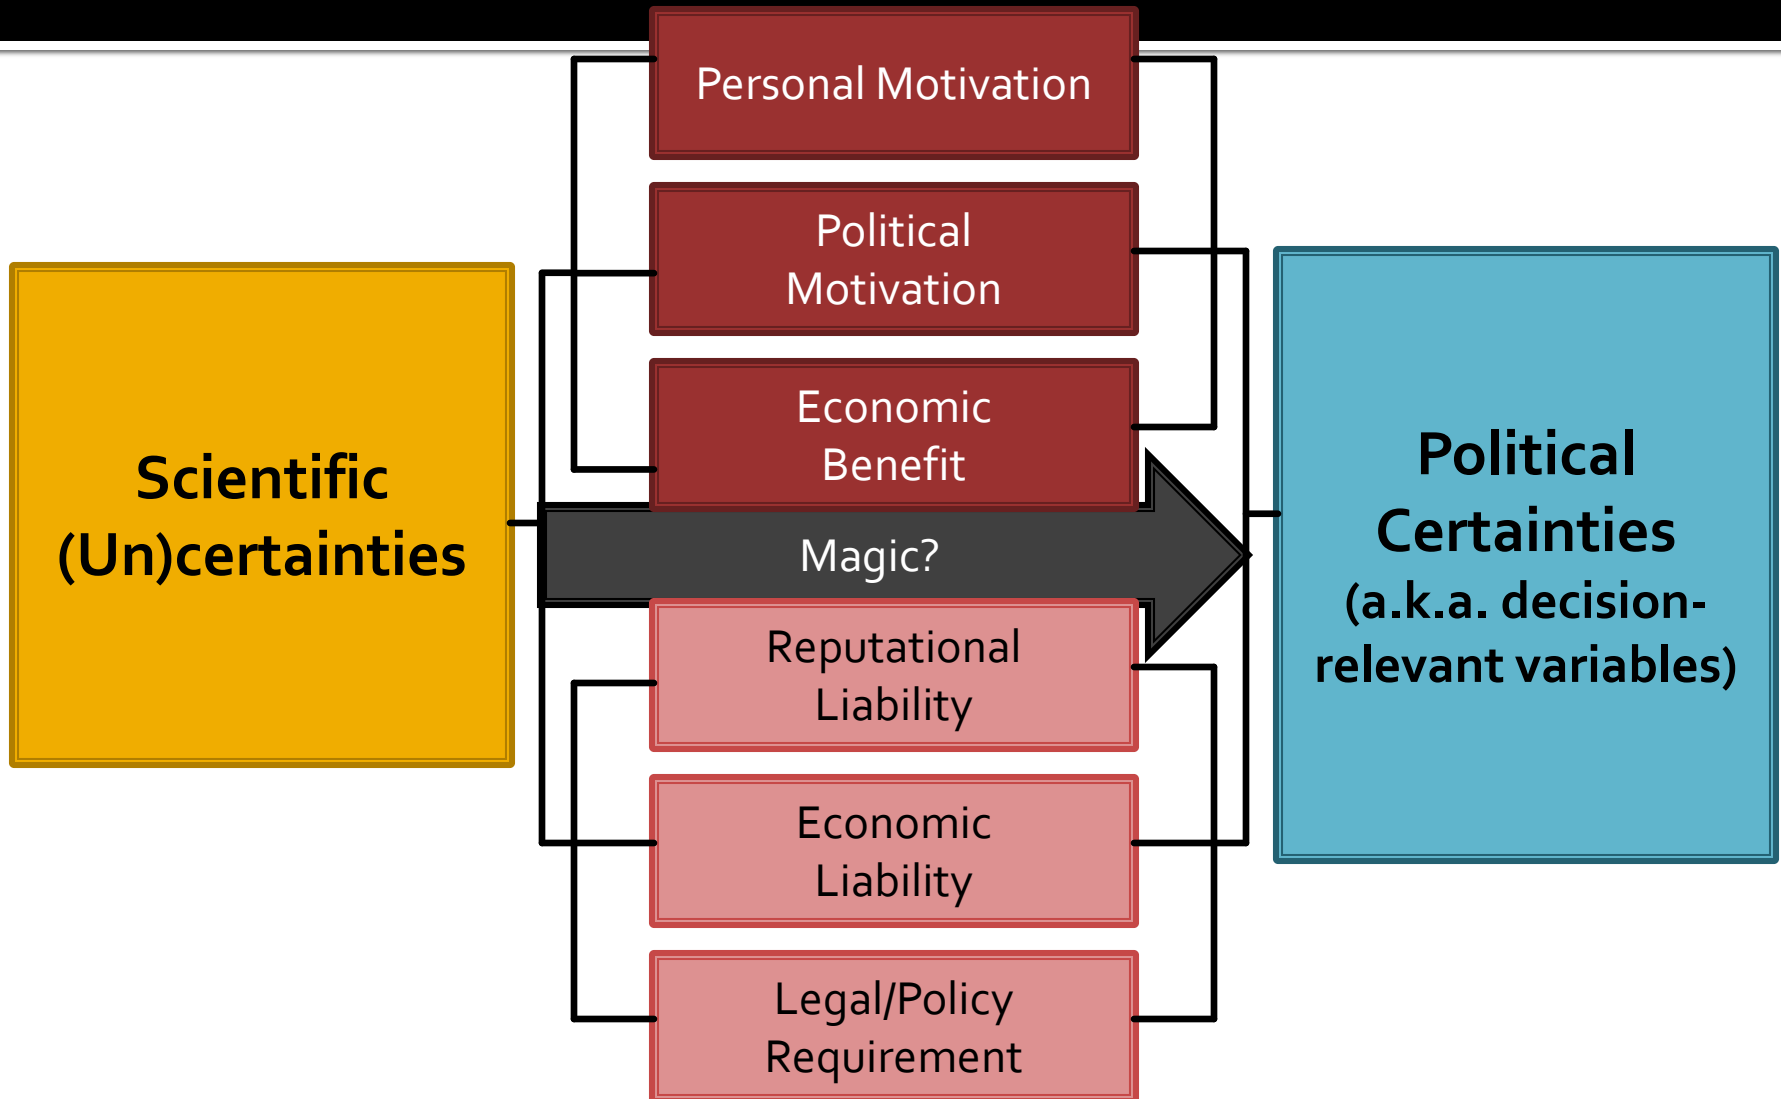 Personal Motivation
Political
Motivation
Economic
Benefit
Scientific
(Un)certainties
Magic?
Political
Certainties
(a.k.a. decision-
relevant variables)
Reputational
Liability
Economic
Liability
Legal/Policy
Requirement